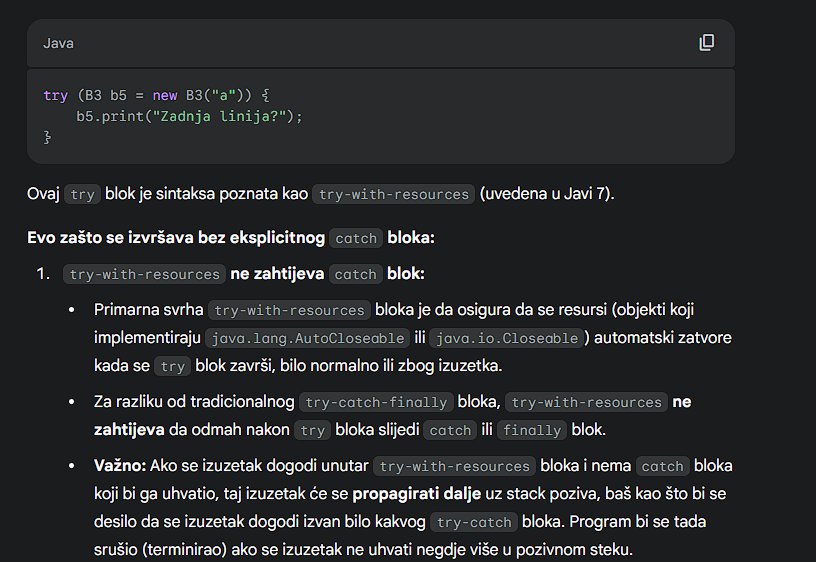 Java
try (B3 b5 = new B3("a")) {
    b5.print("Zadnja linija?");
}
Ovaj try blok je sintaksa poznata kao try-with-resources (uvedena u Javi 7).
Evo zašto se izvršava bez eksplicitnog catch bloka:
1. try-with-resources ne zahtijeva catch blok:
• Primarna svrha try-with-resources bloka je da osigura da se resursi (objekti koji
implementiraju java.lang.AutoCloseable ili java.io.Closeable) automatski zatvore
kada se try blok završi, bilo normalno ili zbog izuzetka.
• Za razliku od tradicionalnog try-catch-finally bloka, try-with-resources ne
zahtijeva da odmah nakon try bloka slijedi catch ili finally blok.
• Važno: Ako se izuzetak dogodi unutar try-with-resources bloka i nema catch bloka
koji bi ga uhvatio, taj izuzetak će se propagirati dalje uz stack poziva, baš kao što bi se
desilo da se izuzetak dogodi izvan bilo kakvog try-catch bloka. Program bi se tada
srušio (terminirao) ako se izuzetak ne uhvati negdje više u pozivnom steku.